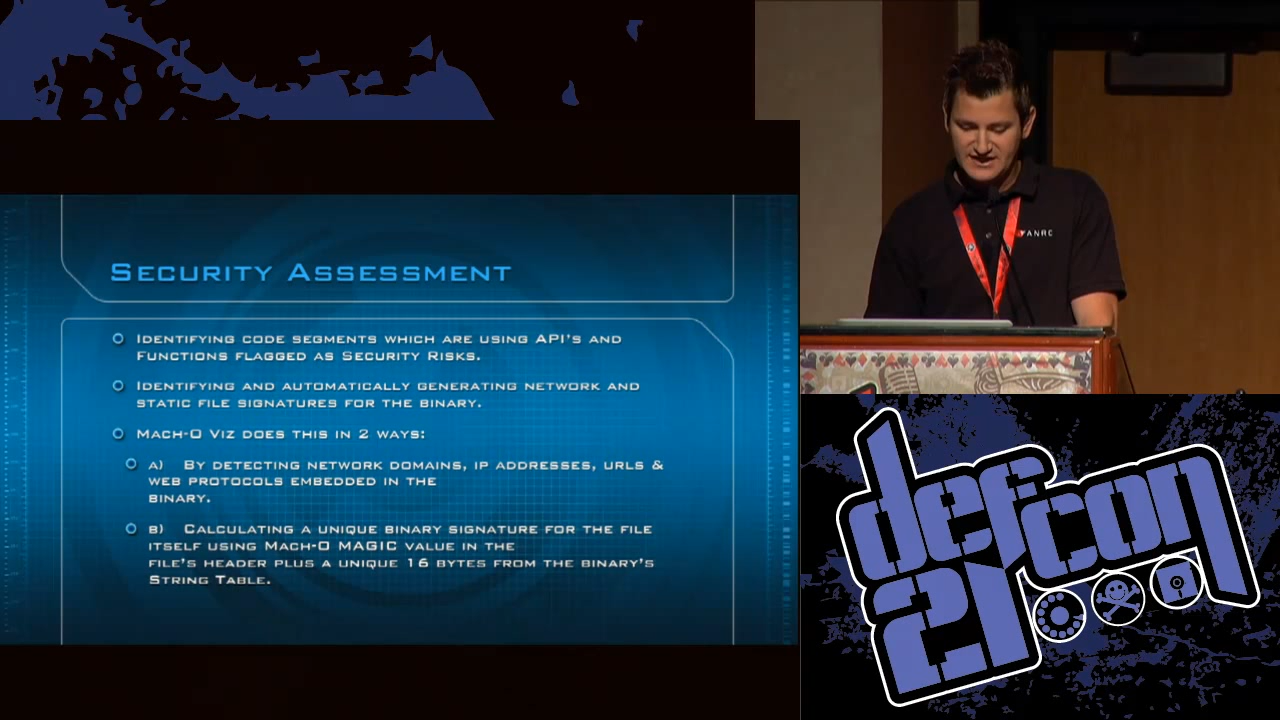 Security Assessment
Identifying code segments which are using API's and
Functions flagged as Security Risks.
Identifying and automatically generating network and
static file signatures for the binary.
Mach-O Viz does this in 2 ways:
a) By detecting network domains, IP addresses, URLs &
web protocols embedded in the
binary.
b) Calculating a unique binary signature for the file
itself using Mach-O MAGIC value in the
file's header plus a unique 16 bytes from the binary's
String Table.
ANRC
defcon
21